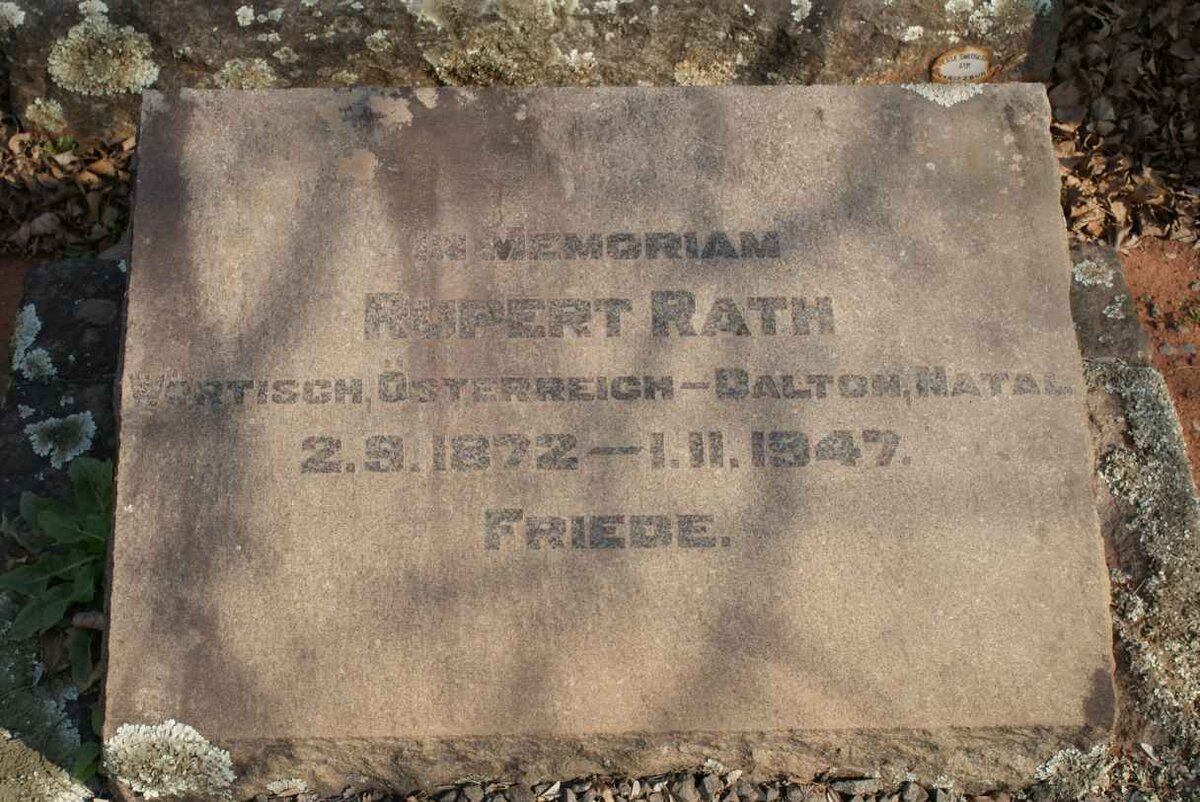 IN MEMORIAM
RUPERT RATH
WORTISCH, ÖSTERREICH — DALTON, NATAL
2.9.1872 — 1.11.1947.
FRIEDE.